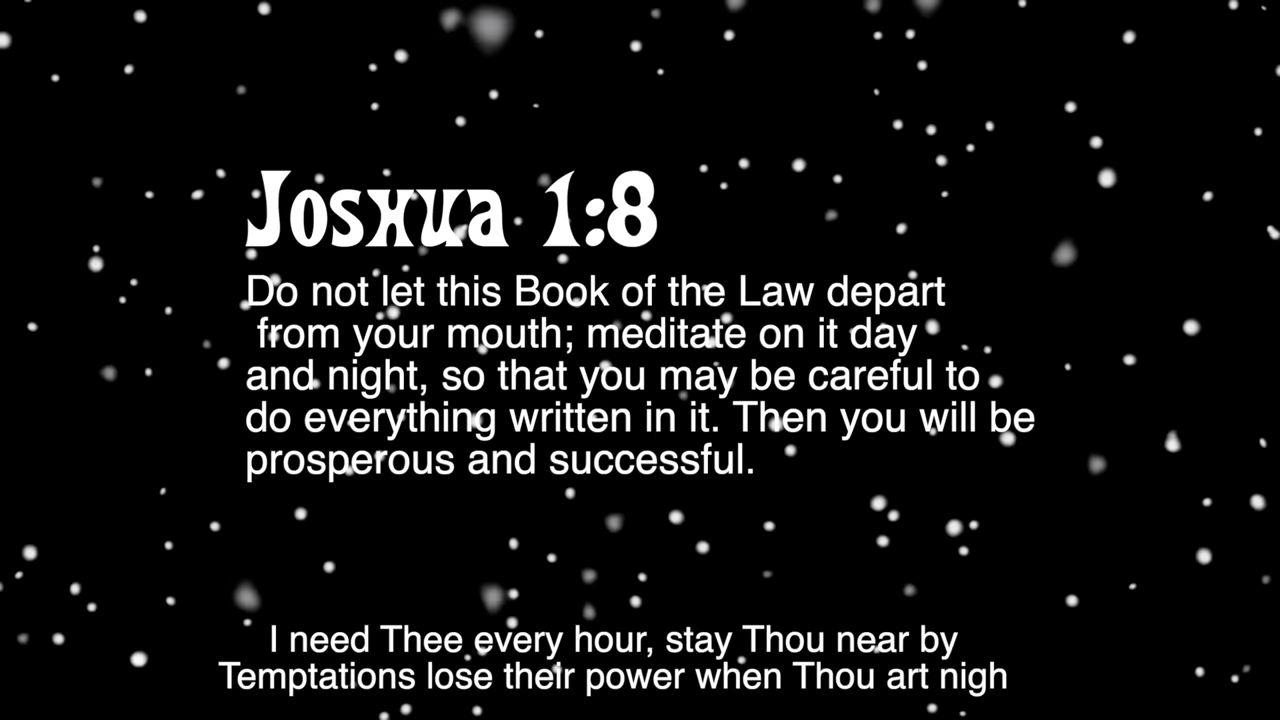 Joshua 1:8
Do not let this Book of the Law depart
from your mouth; meditate on it day
and night, so that you may be careful to
do everything written in it. Then you will be
prosperous and successful.
I need Thee every hour, stay Thou near by
Temptations lose their power when Thou art nigh